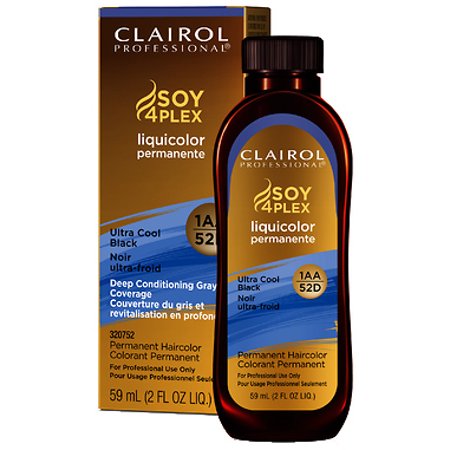 CLAIROL
PROFESSIONAL®
SOY
4PLEX
liquicolor
permanente
Ultra Cool
Black
Noir
ultra-froid
1AA
52D
Deep Conditioning Gray
Coverage
Couverture du gris et
revitalisation en profond
320752
Permanent Haircolor
Colorant Permanent
For Professional Use Only
Pour Usage Professionnel Seulement
59 mL (2 FL OZ LIQ.)
CLAIROL
PROFESSIONAL®
SOY
4PLEX
liquicolor
permanente
Ultra Cool
Black
Noir
ultra-froid
1AA
52D
Permanent Haircolor
Colorant Permanent
For Professional Use Only
Pour Usage Professionnel Seulement
59 mL (2 FL OZ LIQ.)